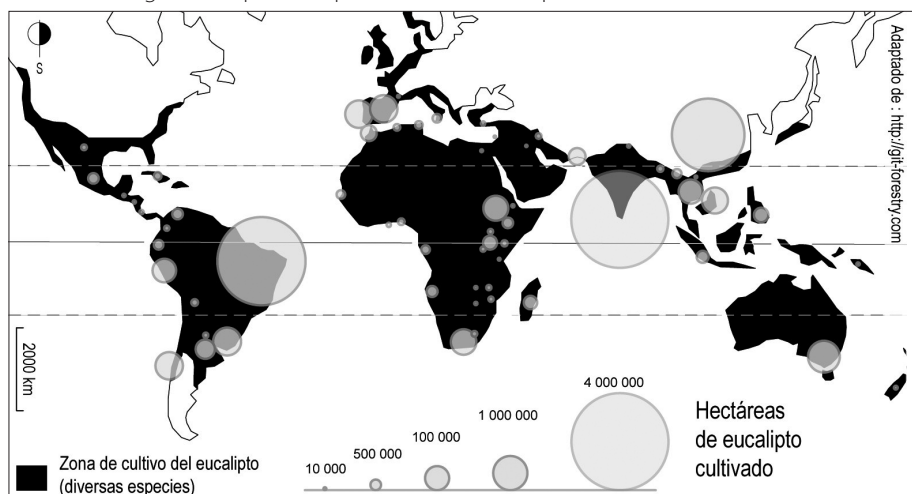 S
Adaptado de : http://git-forestry.com
2000 km
Zona de cultivo del eucalipto
(diversas especies)
10 000
500 000
100 000
1 000 000
4 000 000
Hectáreas
de eucalipto
cultivado